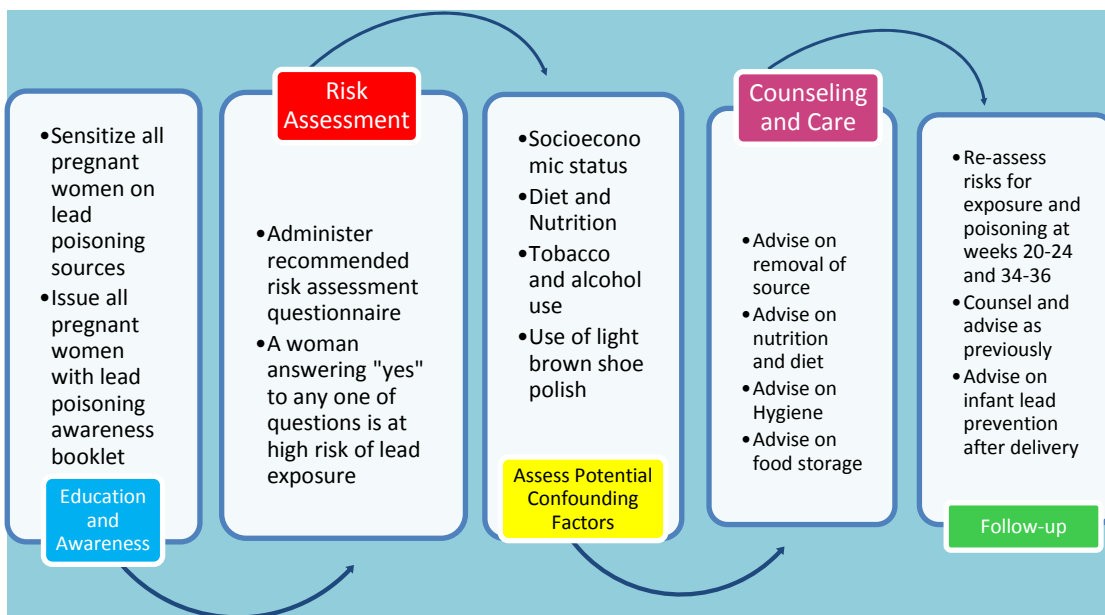 •Sensitize all
pregnant
women on
lead
poisoning
sources
•Issue all
pregnant
women
with lead
poisoning
awareness
booklet
Education
and
Awareness
Risk
Assessment
•Administer
recommended
risk assessment
questionnaire
•A woman
answering "yes"
to any one of
questions is at
high risk of lead
exposure
•Socioecono
mic status
•Diet and
Nutrition
•Tobacco
and alcohol
use
•Use of light
brown shoe
polish
Assess Potential
Confounding
Factors
Counseling
and Care
•Advise on
removal of
source
•Advise on
nutrition
and diet
•Advise on
Hygiene
•Advise on
food storage
•Re-assess
risks for
exposure and
poisoning at
weeks 20-24
and 34-36
•Counsel and
advise as
previously
•Advise on
infant lead
prevention
after delivery
Follow-up